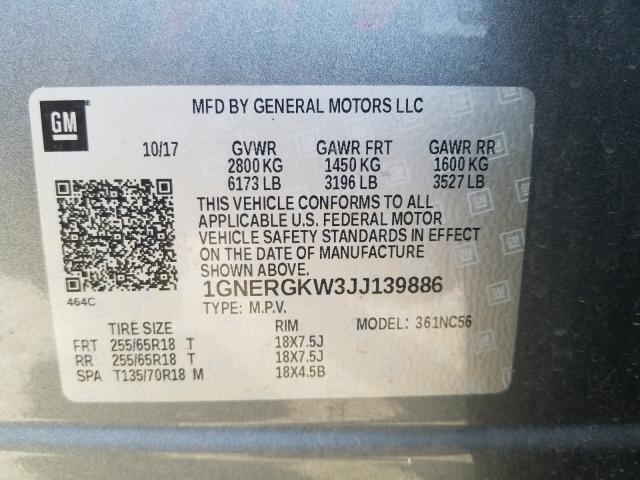 GM
MFD BY GENERAL MOTORS LLC
10/17 GVWR GAWR FRT GAWR RR
2800 KG 1450 KG 1600 KG
6173 LB 3196 LB 3527 LB
THIS VEHICLE CONFORMS TO ALL
APPLICABLE U.S. FEDERAL MOTOR
VEHICLE SAFETY STANDARDS IN EFFECT
ON THE DATE OF MANUFACTURE
SHOWN ABOVE.
464C
1GNERGKW3JJ139886
TYPE: M.P.V. MODEL: 361NC56
TIRE SIZE RIM
FRT 255/65R18 T 18X7.5J
RR 255/65R18 T 18X7.5J
SPA T135/70R18 M 18X4.5B